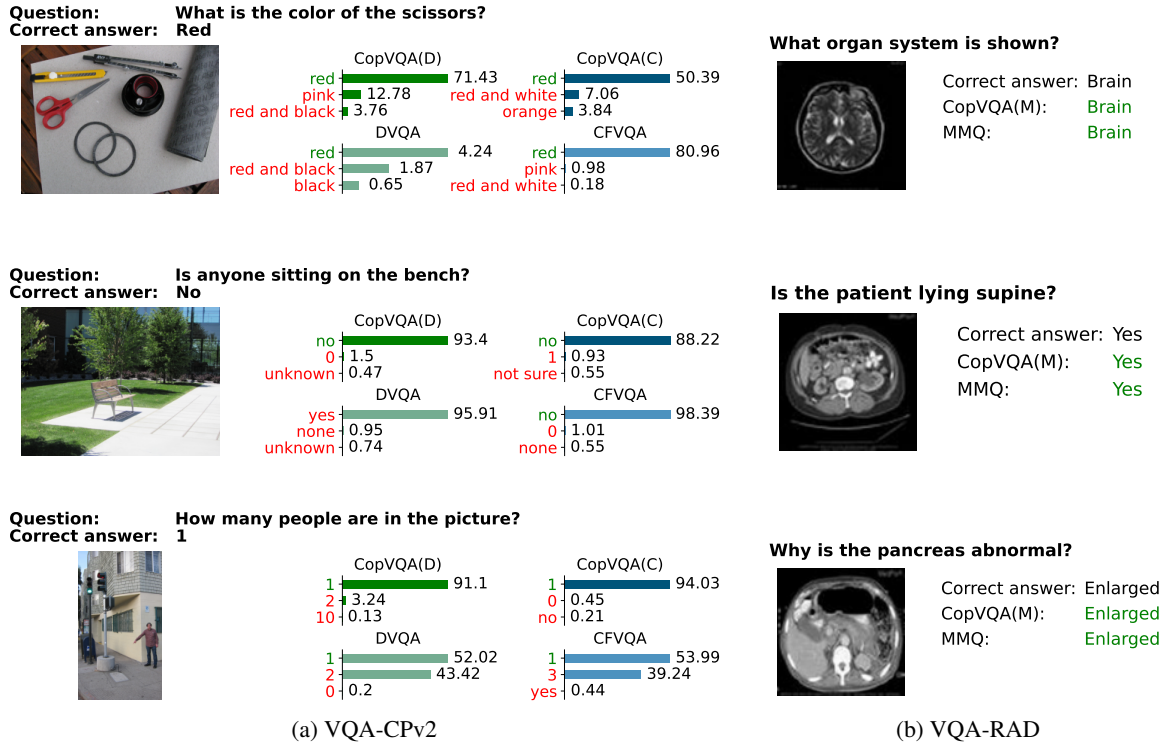 Question: What is the color of the scissors?
Correct answer: Red
CopVQA(D)
red 71.43
pink 12.78
red and black 3.76
CopVQA(C)
red 50.39
red and white 7.06
orange 3.84
DVQA
red 4.24
red and black 1.87
black 0.65
CFVQA
red 80.96
pink 0.98
red and white 0.18
Question: Is anyone sitting on the bench?
Correct answer: No
CopVQA(D)
no 93.4
0 1.5
unknown 0.47
CopVQA(C)
no 88.22
1 0.93
not sure 0.55
DVQA
yes 95.91
none 0.95
unknown 0.74
CFVQA
no 98.39
0 1.01
none 0.55
Question: How many people are in the picture?
Correct answer: 1
CopVQA(D)
1 91.1
2 3.24
10 0.13
CopVQA(C)
1 94.03
0 0.45
no 0.21
DVQA
1 52.02
2 43.42
0 0.2
CFVQA
1 53.99
3 39.24
yes 0.44
(a) VQA-CPv2
What organ system is shown?
Correct answer: Brain
CopVQA(M): Brain
MMQ: Brain
Is the patient lying supine?
Correct answer: Yes
CopVQA(M): Yes
MMQ: Yes
Why is the pancreas abnormal?
Correct answer: Enlarged
CopVQA(M): Enlarged
MMQ: Enlarged
(b) VQA-RAD